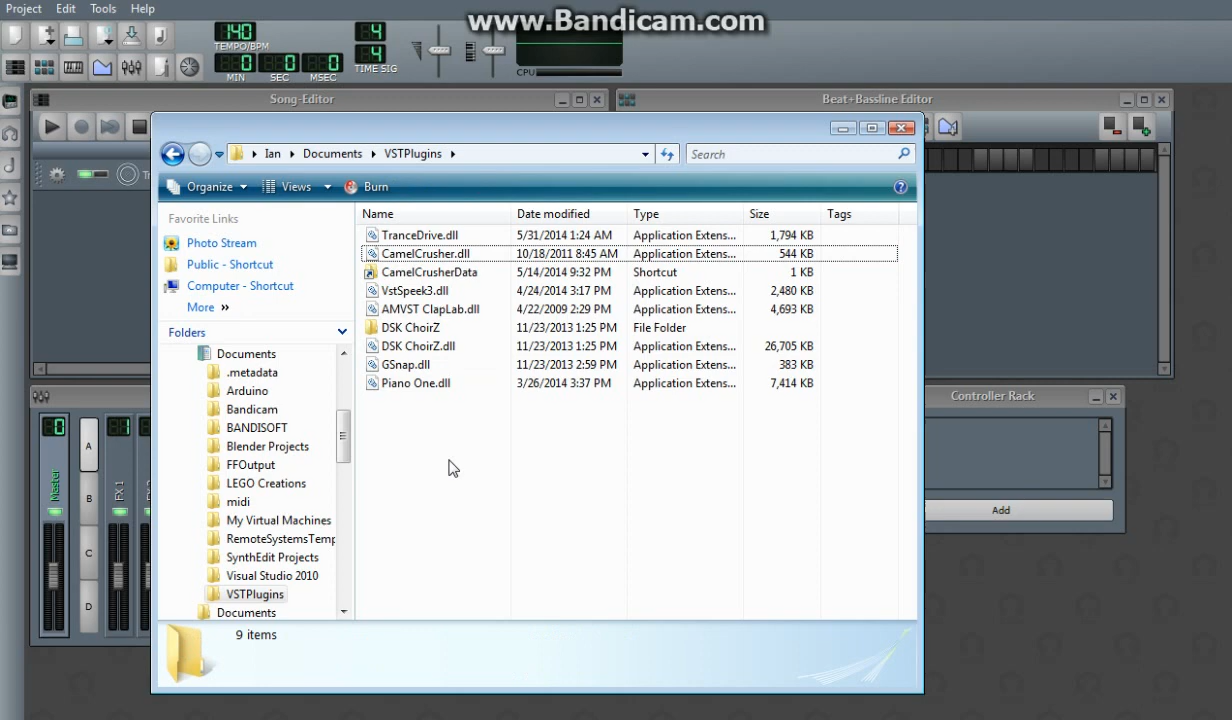 www.Bandicam.com
Project Edit Tools Help
140
TEMPO/BPM
0 0 0
MIN SEC MSEC
4
4
TIME SIG
CPU
Song-Editor
Beat+Bassline Editor
Ian Documents VSTPlugins
Search
Organize Views Burn
Favorite Links
Photo Stream
Public - Shortcut
Computer - Shortcut
More »
Folders
Documents
.metadata
Arduino
Bandicam
BANDISOFT
Blender Projects
FFOutput
LEGO Creations
midi
My Virtual Machines
RemoteSystemsTemp
SynthEdit Projects
Visual Studio 2010
VSTPlugins
Documents
Name Date modified Type Size Tags
TranceDrive.dll 5/31/2014 1:24 AM Application Extens... 1,794 KB
CamelCrusher.dll 10/18/2011 8:45 AM Application Extens... 544 KB
CamelCrusherData 5/14/2014 9:32 PM Shortcut 1 KB
VstSpeek3.dll 4/24/2014 3:17 PM Application Extens... 2,480 KB
AMVST ClapLab.dll 4/22/2009 2:29 PM Application Extens... 4,693 KB
DSK ChoirZ 11/23/2013 1:25 PM File Folder
DSK ChoirZ.dll 11/23/2013 1:25 PM Application Extens... 26,705 KB
GSnap.dll 11/23/2013 2:59 PM Application Extens... 383 KB
Piano One.dll 3/26/2014 3:37 PM Application Extens... 7,414 KB
9 items
Controller Rack
Add
0
1
Master
A
B
C
D
FX 1